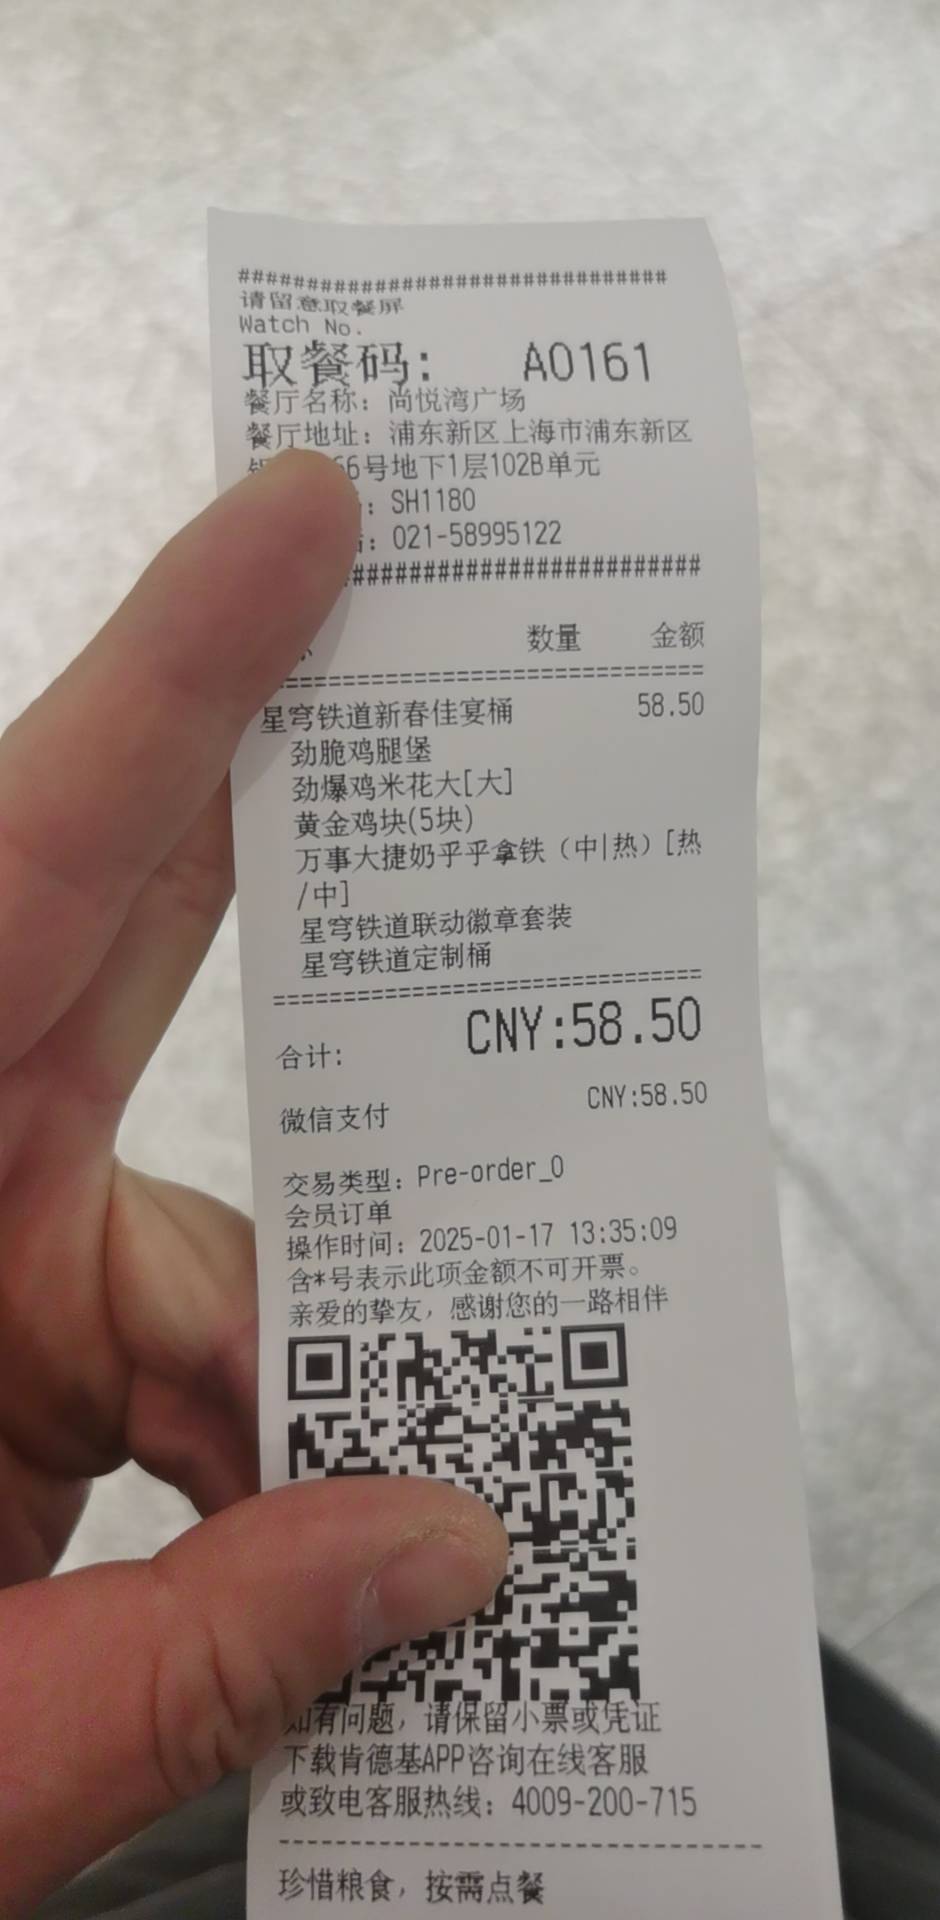 ################################
请留意取餐屏
Watch No.
取餐码: A0161
餐厅名称: 尚悦湾广场
餐厅地址: 浦东新区上海市浦东新区
66号地下1层102B单元
: SH1180
: 021-58995122
#########################
数量 金额
==============================
星穹铁道新春佳宴桶 58.50
劲脆鸡腿堡
劲爆鸡米花大[大]
黄金鸡块(5块)
万事大捷奶乎乎拿铁（中|热）[热
/中]
星穹铁道联动徽章套装
星穹铁道定制桶
==============================
合计: CNY:58.50
微信支付 CNY:58.50
交易类型: Pre-order_0
会员订单
操作时间: 2025-01-17 13:35:09
含*号表示此项金额不可开票。
亲爱的挚友，感谢您的一路相伴
如有问题，请保留小票或凭证
下载肯德基APP咨询在线客服
或致电客服热线: 4009-200-715
----------------------------------
珍惜粮食，按需点餐